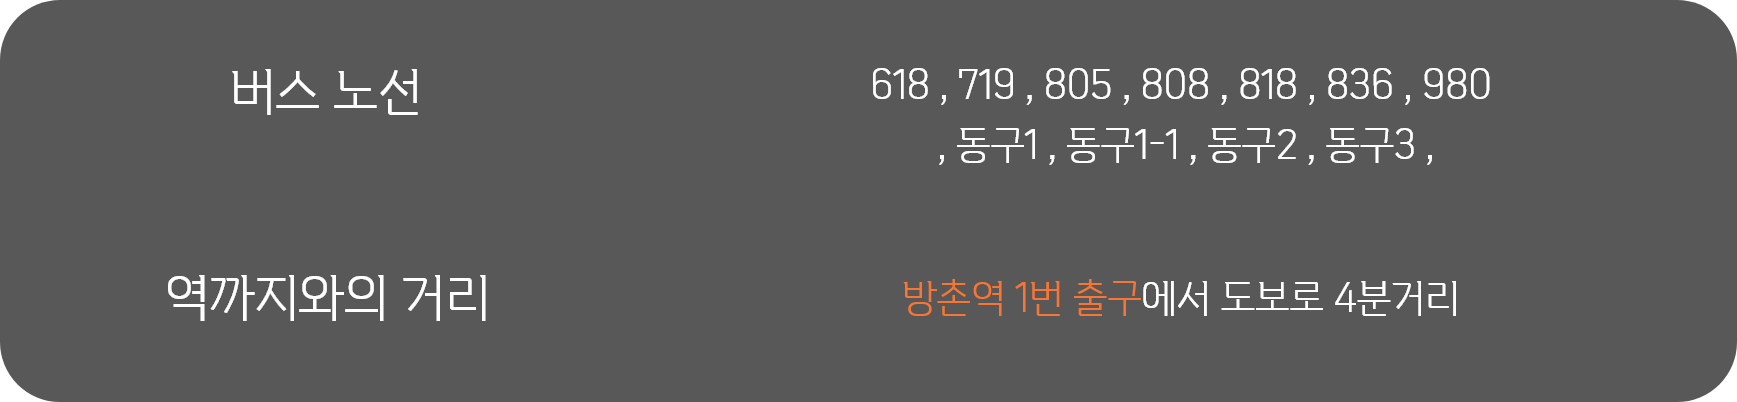 버스 노선
618 , 719 , 805 , 808 , 818 , 836 , 980
, 동구1 , 동구1-1 , 동구2 , 동구3 ,
역까지와의 거리
방촌역 1번 출구에서 도보로 4분거리